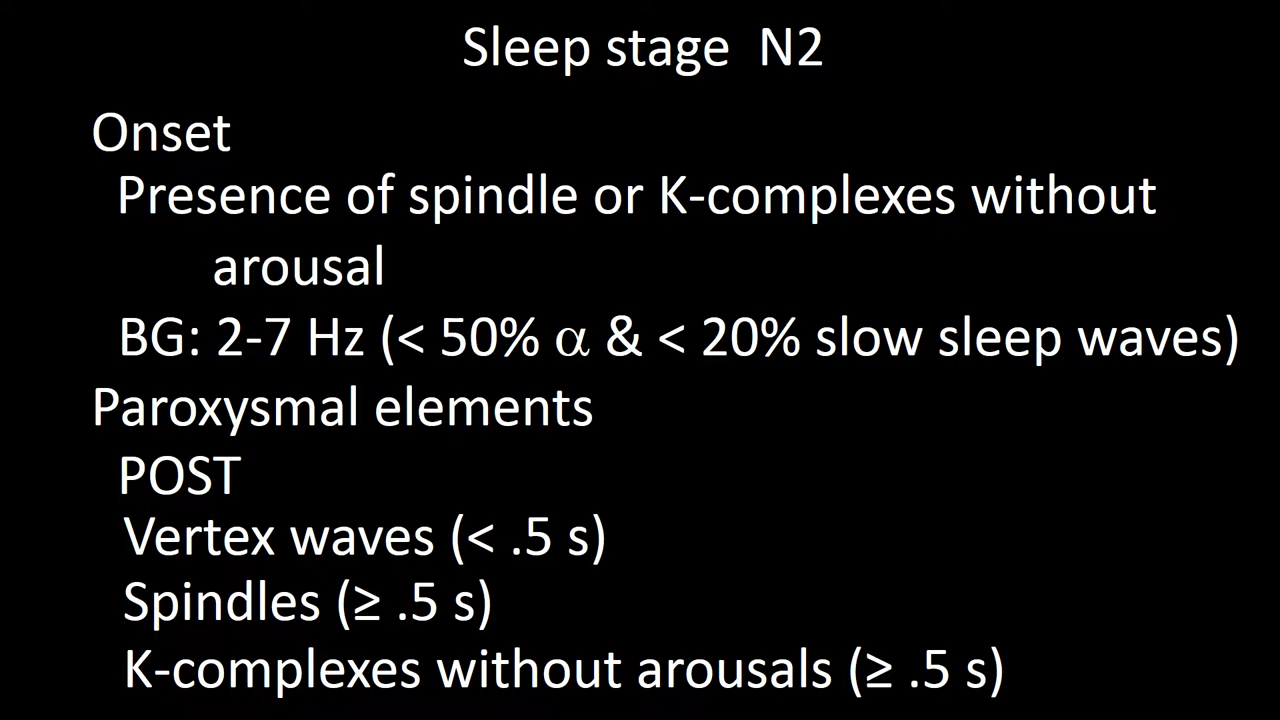 Sleep stage N2
Onset
Presence of spindle or K-complexes without
arousal
BG: 2-7 Hz (< 50% α & < 20% slow sleep waves)
Paroxysmal elements
POST
Vertex waves (< .5 s)
Spindles (≥ .5 s)
K-complexes without arousals (≥ .5 s)